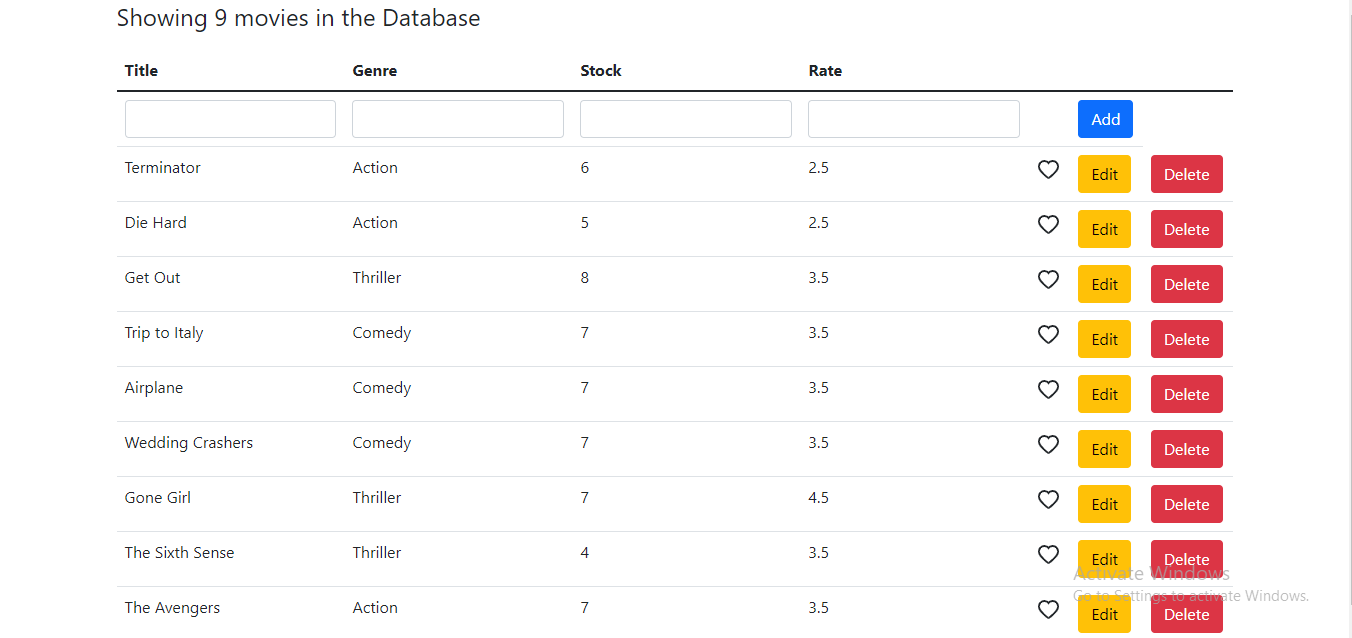 Showing 9 movies in the Database
Title Genre Stock Rate
Add
Terminator Action 6 2.5 Edit Delete
Die Hard Action 5 2.5 Edit Delete
Get Out Thriller 8 3.5 Edit Delete
Trip to Italy Comedy 7 3.5 Edit Delete
Airplane Comedy 7 3.5 Edit Delete
Wedding Crashers Comedy 7 3.5 Edit Delete
Gone Girl Thriller 7 4.5 Edit Delete
The Sixth Sense Thriller 4 3.5 Edit Delete
Activate Windows
Go to Settings to activate Windows.
The Avengers Action 7 3.5 Edit Delete